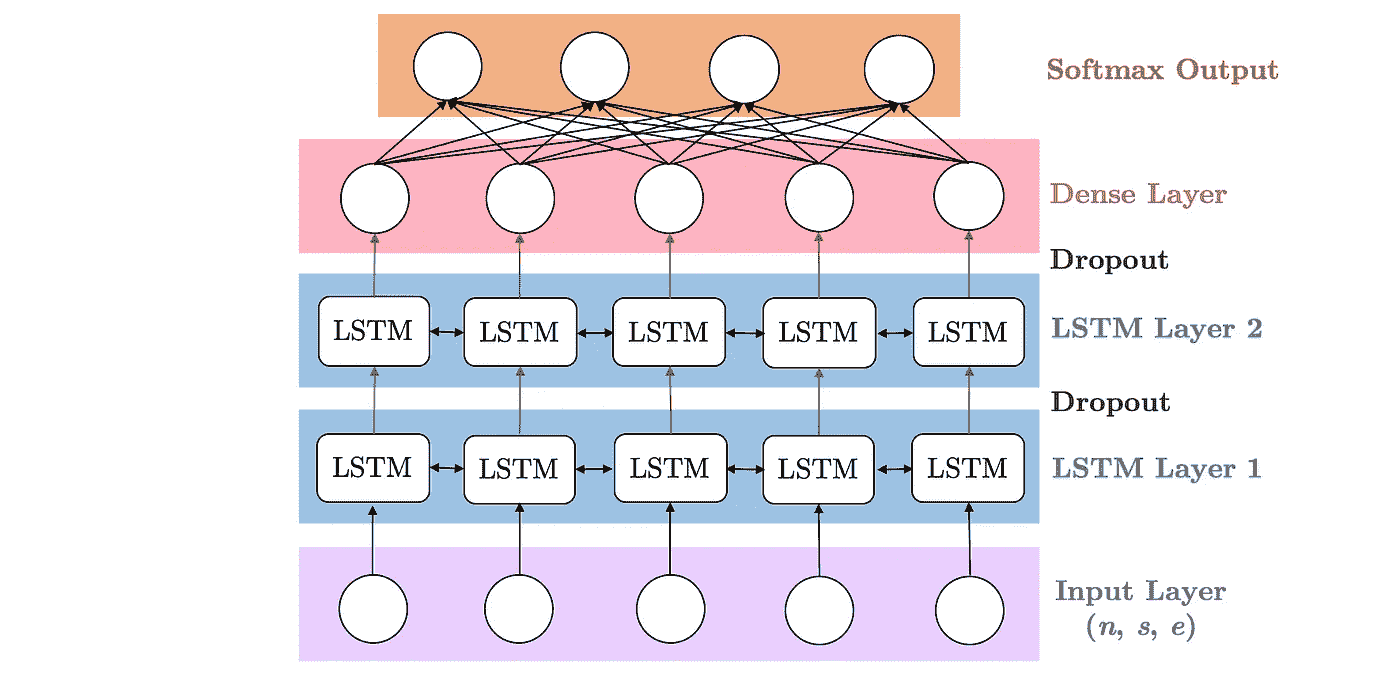 Softmax Output
Dense Layer
Dropout
LSTM LSTM LSTM LSTM LSTM LSTM Layer 2
Dropout
LSTM LSTM LSTM LSTM LSTM LSTM Layer 1
Input Layer
(n, s, e)